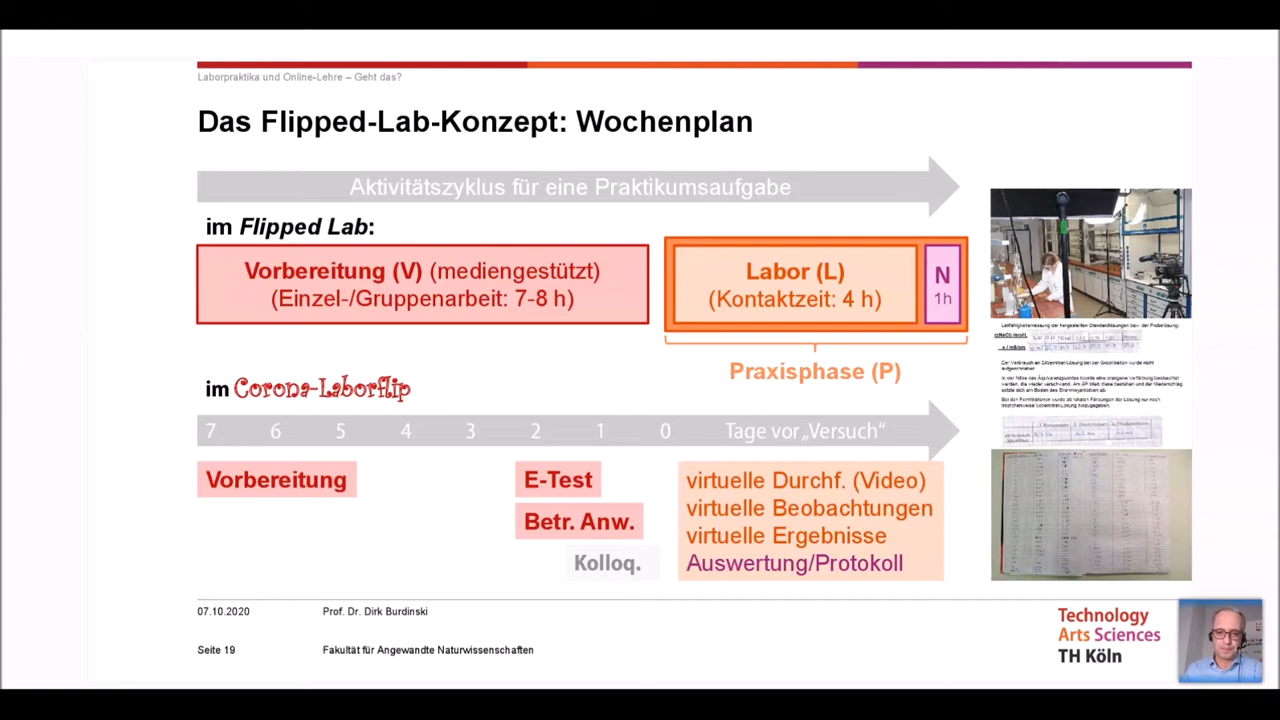 Laborpraktika und Online-Lehre – Geht das?
Das Flipped-Lab-Konzept: Wochenplan
Aktivitätszyklus für eine Praktikumsaufgabe
im Flipped Lab:
Vorbereitung (V) (mediengestützt)
(Einzel-/Gruppenarbeit: 7-8 h)
Labor (L)
(Kontaktzeit: 4 h)
N
1h
Praxisphase (P)
im Corona-Laborflip
7 6 5 4 3 2 1 0 Tage vor „Versuch“
Vorbereitung
E-Test
Betr. Anw.
Kolloq.
virtuelle Durchf. (Video)
virtuelle Beobachtungen
virtuelle Ergebnisse
Auswertung/Protokoll
07.10.2020 Prof. Dr. Dirk Burdinski
Seite 19 Fakultät für Angewandte Naturwissenschaften
Technology
Arts Sciences
TH Köln